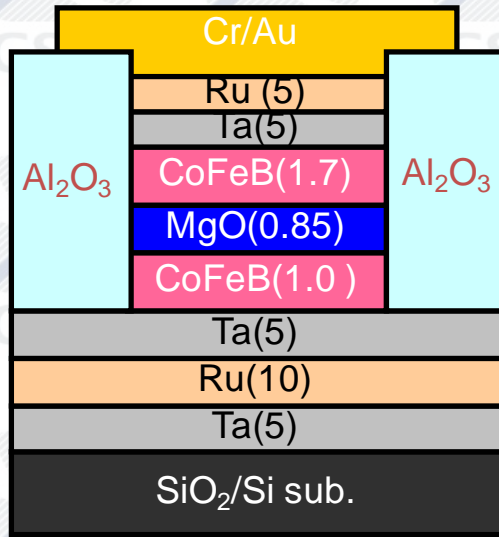 Cr/Au
Ru (5)
Ta(5)
Al₂O₃ CoFeB(1.7) Al₂O₃
MgO(0.85)
CoFeB(1.0 )
Ta(5)
Ru(10)
Ta(5)
SiO₂/Si sub.